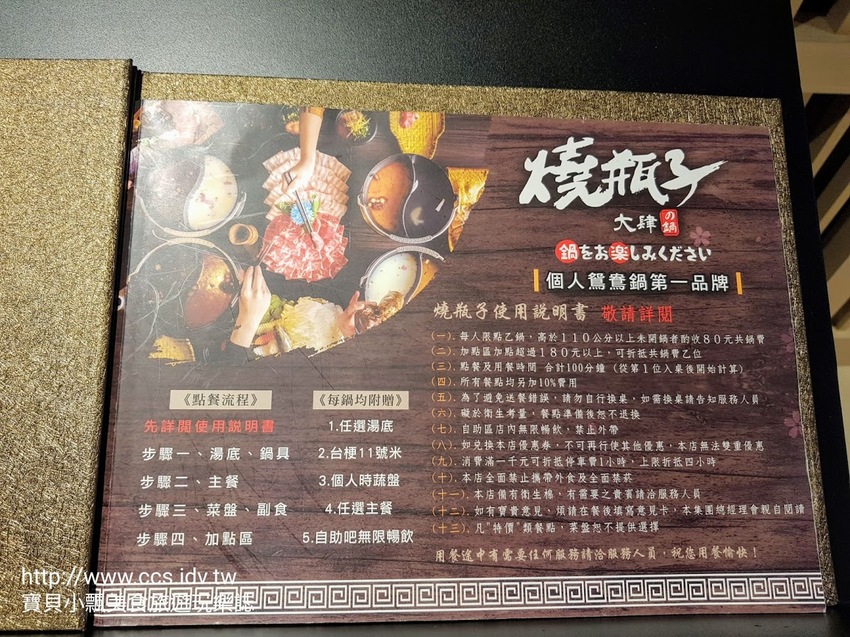 燒瓶子
大肆の鍋
鍋をお楽しみください
個人鴛鴦鍋第一品牌
燒瓶子使用説明書 敬請詳閱
(一). 每人限點乙鍋，高於110公分以上未開鍋者酌收80元共鍋費
(二). 加點區加點超過180元以上，可折抵共鍋費乙位
(三). 點餐及用餐時間 合計100分鐘 (從第1位入桌後開始計算)
(四). 所有餐點均另加10%費用
(五). 為了避免送餐錯誤，請勿自行換桌，如需換桌請告知服務人員
(六). 礙於衛生考量，餐點準備後恕不退換
(七). 自助區店內無限暢飲，禁止外帶
(八). 如兌換本店優惠券，不可再行使其他優惠，本店無法雙重優惠
(九). 消費滿一千元可折抵停車費1小時，上限折抵四小時
(十). 本店全面禁止攜帶外食及全面禁菸
(十一). 本店備有衛生棉，有需要之貴賓請洽服務人員
(十二). 如有寶貴意見，煩請在餐後填寫意見卡，本集團總經理會親自閱讀
(十三). 凡"特價"類餐點，菜盤恕不提供選擇
用餐途中有需要任何服務請洽服務人員，祝您用餐愉快！
《點餐流程》
先詳閱使用説明書
步驟一、湯底、鍋具
步驟二、主餐
步驟三、菜盤、副食
步驟四、加點區
《每鍋均附贈》
1.任選湯底
2.台梗11號米
3.個人時蔬盤
4.任選主餐
5.自助吧無限暢飲
http://www.ccs.idv.tw
寶貝小飄美食旅遊玩樂誌